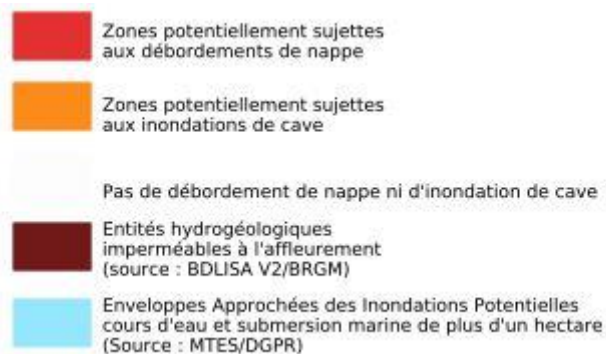 Zones potentiellement sujettes
aux débordements de nappe
Zones potentiellement sujettes
aux inondations de cave
Pas de débordement de nappe ni d'inondation de cave
Entités hydrogéologiques
imperméables à l'affleurement
(source : BDLISA V2/BRGM)
Enveloppes Approchées des Inondations Potentielles
cours d'eau et submersion marine de plus d'un hectare
(Source : MTES/DGPR)